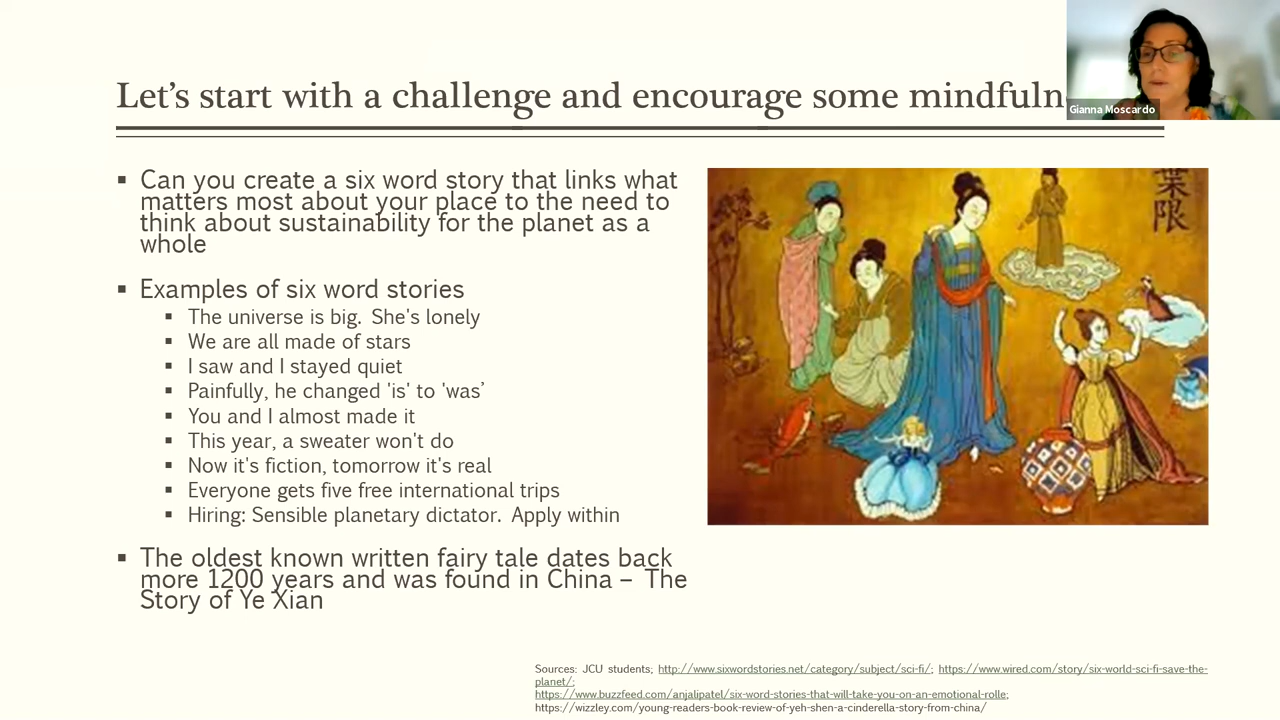 Let's start with a challenge and encourage some mindfuln
Gianna Moscardo
▪ Can you create a six word story that links what
matters most about your place to the need to
think about sustainability for the planet as a
whole
▪ Examples of six word stories
▪ The universe is big.  She's lonely
▪ We are all made of stars
▪ I saw and I stayed quiet
▪ Painfully, he changed 'is' to 'was’
▪ You and I almost made it
▪ This year, a sweater won't do
▪ Now it's fiction, tomorrow it's real
▪ Everyone gets five free international trips
▪ Hiring: Sensible planetary dictator.  Apply within
▪ The oldest known written fairy tale dates back
more 1200 years and was found in China – The
Story of Ye Xian
葉
限
Sources: JCU students; http://www.sixwordstories.net/category/subject/sci-fi/; https://www.wired.com/story/six-world-sci-fi-save-the-
planet/;
https://www.buzzfeed.com/anjalipatel/six-word-stories-that-will-take-you-on-an-emotional-rolle;
https://wizzley.com/young-readers-book-review-of-yeh-shen-a-cinderella-story-from-china/